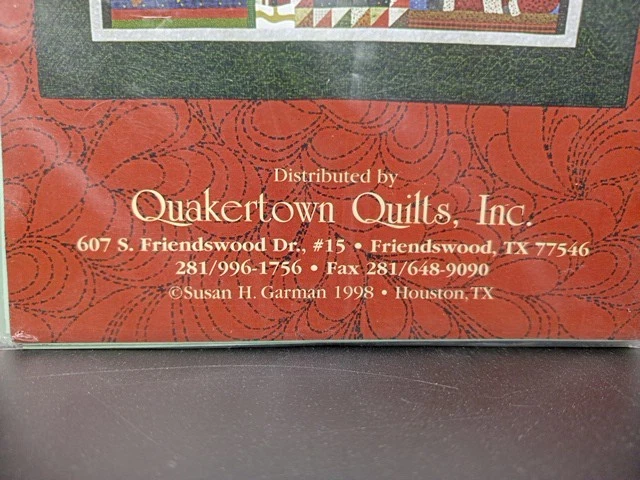 Distributed by
Quakertown Quilts, Inc.
607 S. Friendswood Dr., #15 • Friendswood, TX 77546
281/996-1756 • Fax 281/648-9090
©Susan H. Garman 1998 • Houston, TX